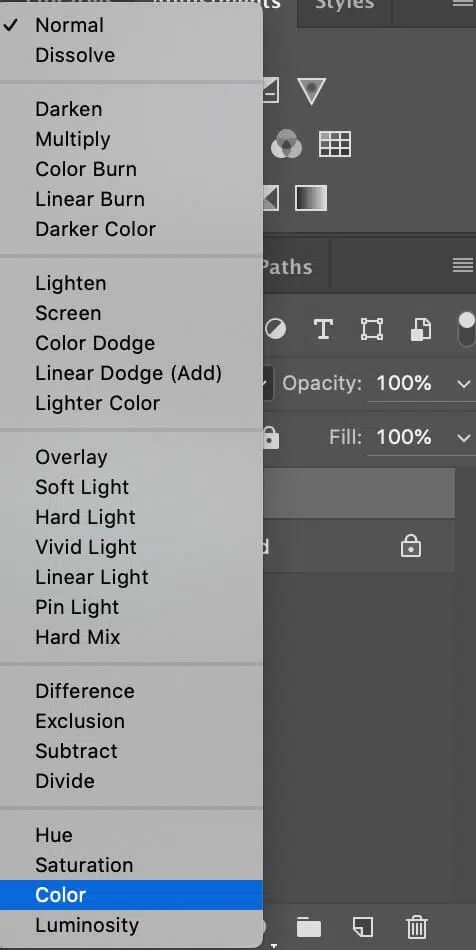 Normal
Dissolve
Darken
Multiply
Color Burn
Linear Burn
Darker Color
Lighten
Screen
Color Dodge
Linear Dodge (Add)
Lighter Color
Overlay
Soft Light
Hard Light
Vivid Light
Linear Light
Pin Light
Hard Mix
Difference
Exclusion
Subtract
Divide
Hue
Saturation
Color
Luminosity
Adjustments Styles
Paths
Opacity: 100%
Fill: 100%